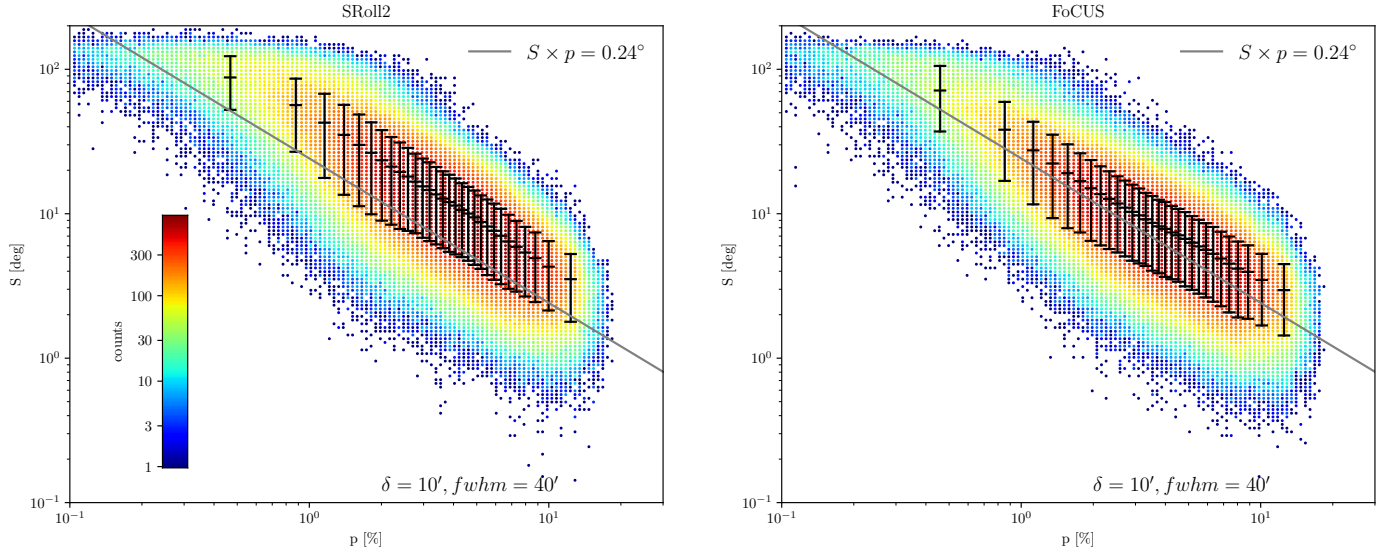 SRoll2
S × p = 0.24°
10²
10¹
10⁰
10⁻¹
S [deg]
counts
300
100
30
10
3
1
δ = 10′, fwhm = 40′
10⁻¹
10⁰
10¹
p [%]
FoCUS
S × p = 0.24°
10²
10¹
10⁰
10⁻¹
S [deg]
δ = 10′, fwhm = 40′
10⁻¹
10⁰
10¹
p [%]